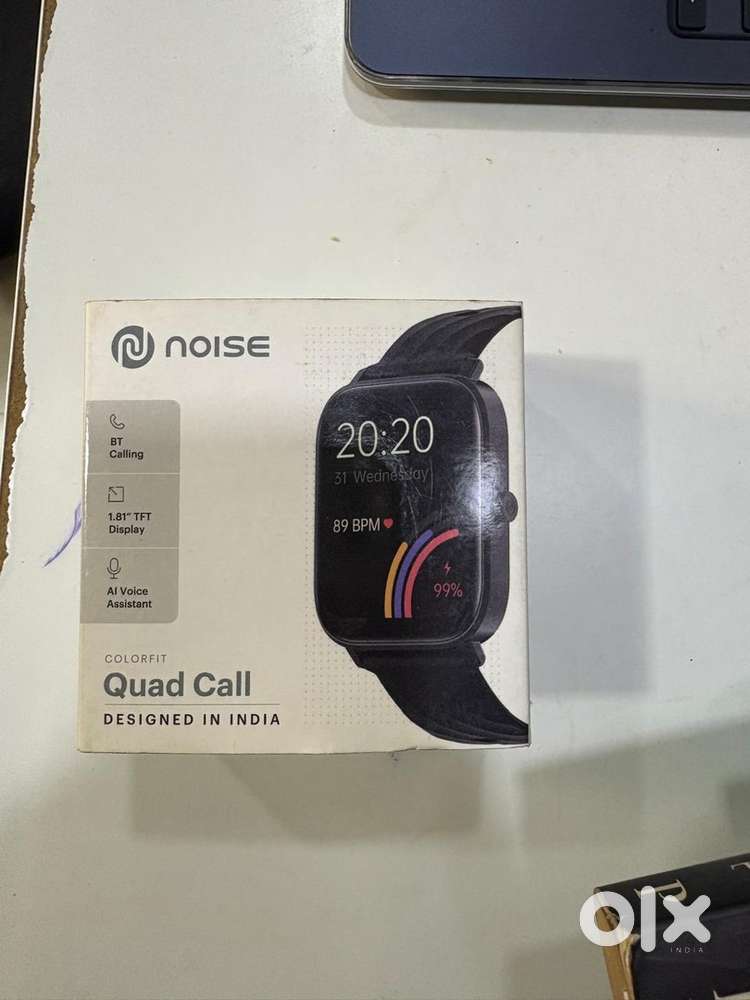 NOISE
BT
Calling
1.81" TFT
Display
AI Voice
Assistant
20:20
31 Wednesday
89 BPM
99%
COLORFIT
Quad Call
DESIGNED IN INDIA
olx
INDIA